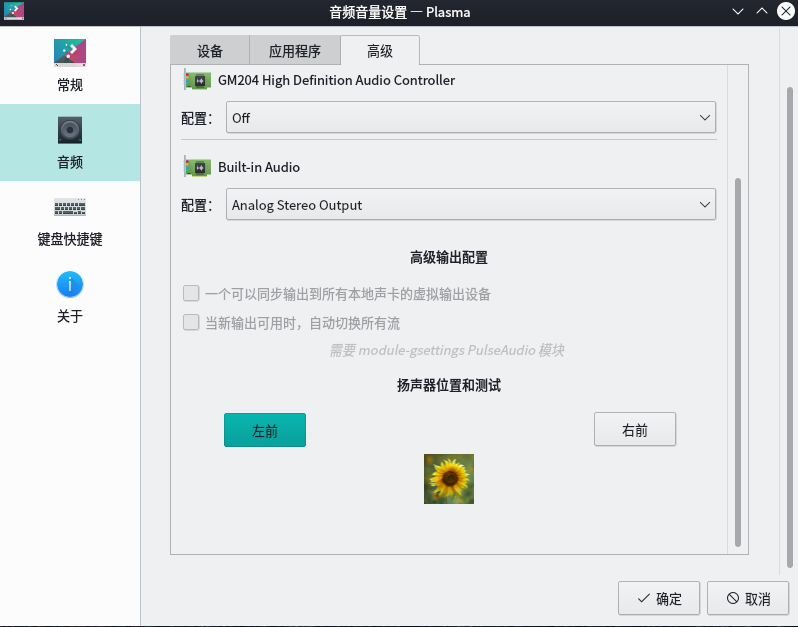 音频音量设置 — Plasma
常规
音频
键盘快捷键
关于
设备 应用程序 高级
GM204 High Definition Audio Controller
配置： Off
Built-in Audio
配置： Analog Stereo Output
高级输出配置
一个可以同步输出到所有本地声卡的虚拟输出设备
当新输出可用时，自动切换所有流
需要 module-gsettings PulseAudio 模块
扬声器位置和测试
左前 右前
确定 取消